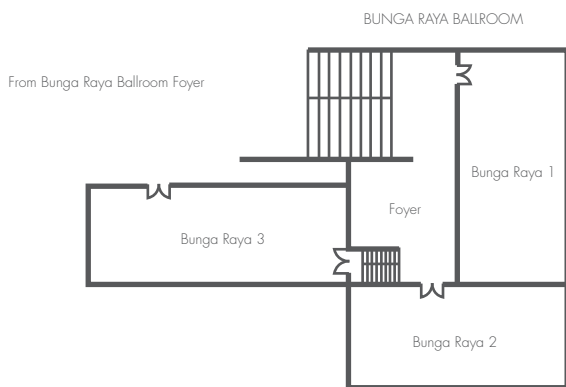 BUNGA RAYA BALLROOM
From Bunga Raya Ballroom Foyer
Bunga Raya 1
Foyer
Bunga Raya 3
Bunga Raya 2